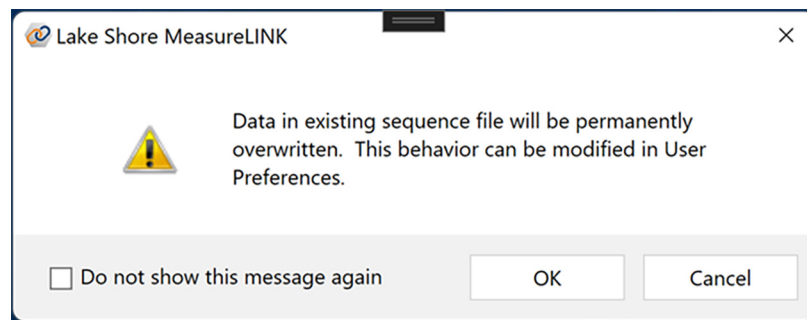 Lake Shore MeasureLINK
Data in existing sequence file will be permanently
overwritten.  This behavior can be modified in User
Preferences.
Do not show this message again
OK
Cancel